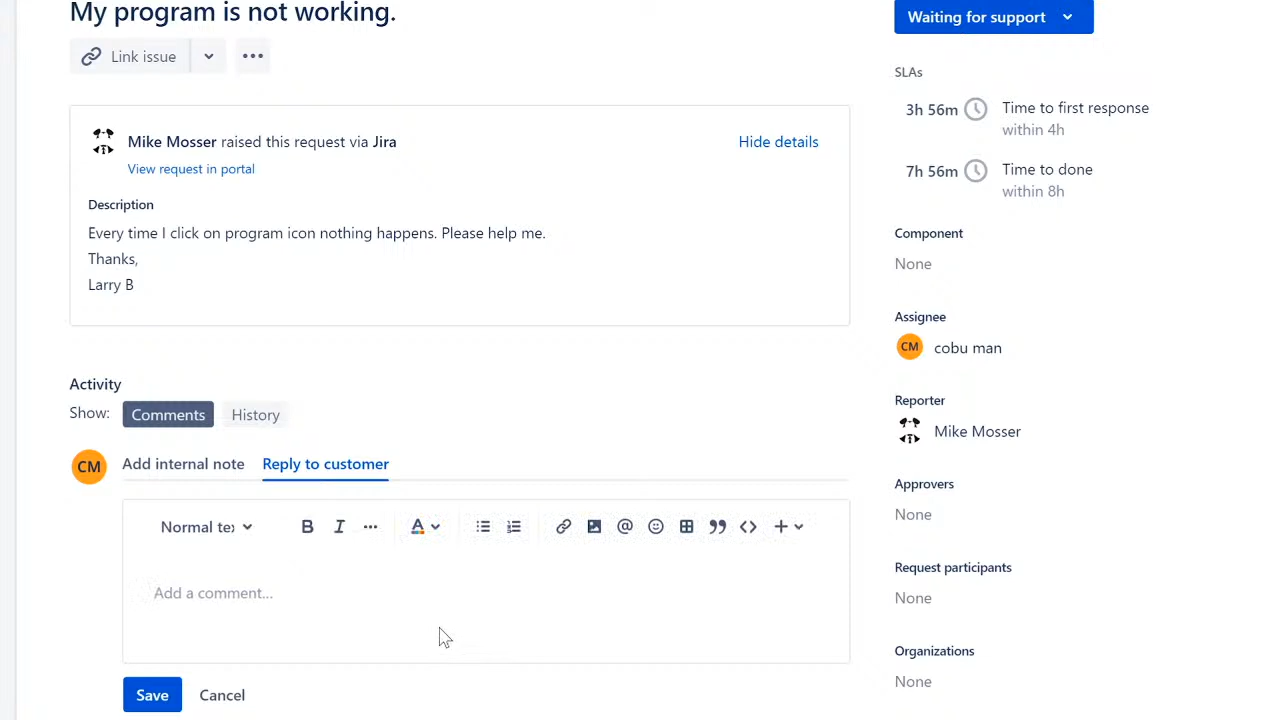 My program is not working.
Link issue
Mike Mosser raised this request via Jira
Hide details
View request in portal
Description
Every time I click on program icon nothing happens. Please help me.
Thanks,
Larry B
Activity
Show: Comments History
CM Add internal note Reply to customer
Normal te
B I A @
Add a comment...
Save Cancel
Waiting for support
SLAs
3h 56m Time to first response
within 4h
7h 56m Time to done
within 8h
Component
None
Assignee
CM cobu man
Reporter
Mike Mosser
Approvers
None
Request participants
None
Organizations
None